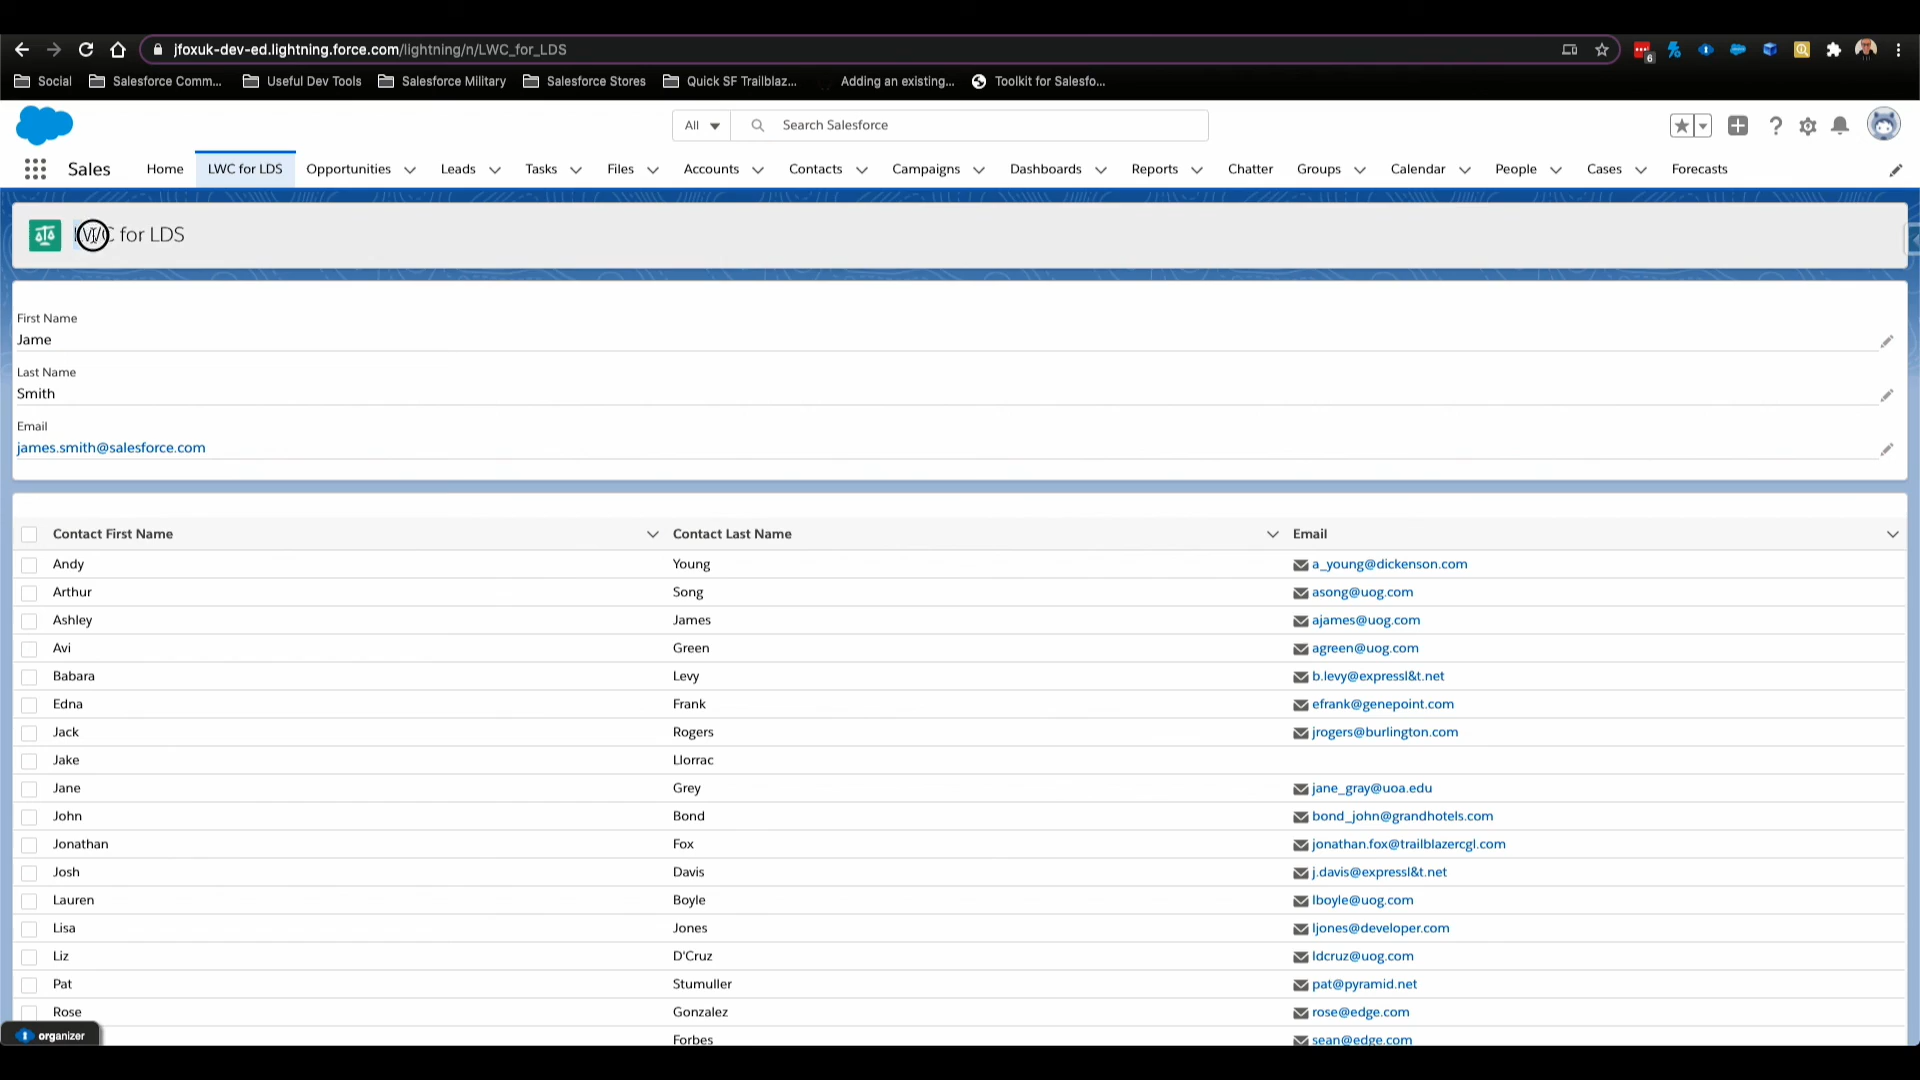 jfoxuk-dev-ed.lightning.force.com/lightning/n/LWC_for_LDS
6
Social Salesforce Comm... Useful Dev Tools Salesforce Military Salesforce Stores Quick SF Trailblaz... Adding an existing... Toolkit for Salesfo...
All Search Salesforce
Sales Home LWC for LDS Opportunities Leads Tasks Files Accounts Contacts Campaigns Dashboards Reports Chatter Groups Calendar People Cases Forecasts
LWC for LDS
First Name
Jame
Last Name
Smith
Email
james.smith@salesforce.com
Contact First Name Contact Last Name Email
Andy Young a_young@dickenson.com
Arthur Song asong@uog.com
Ashley James ajames@uog.com
Avi Green agreen@uog.com
Babara Levy b.levy@expressl&t.net
Edna Frank efrank@genepoint.com
Jack Rogers jrogers@burlington.com
Jake Llorrac
Jane Grey jane_gray@uoa.edu
John Bond bond_john@grandhotels.com
Jonathan Fox jonathan.fox@trailblazercgl.com
Josh Davis j.davis@expressl&t.net
Lauren Boyle lboyle@uog.com
Lisa Jones ljones@developer.com
Liz D'Cruz ldcruz@uog.com
Pat Stumuller pat@pyramid.net
Rose Gonzalez rose@edge.com
organizer Forbes sean@edge.com